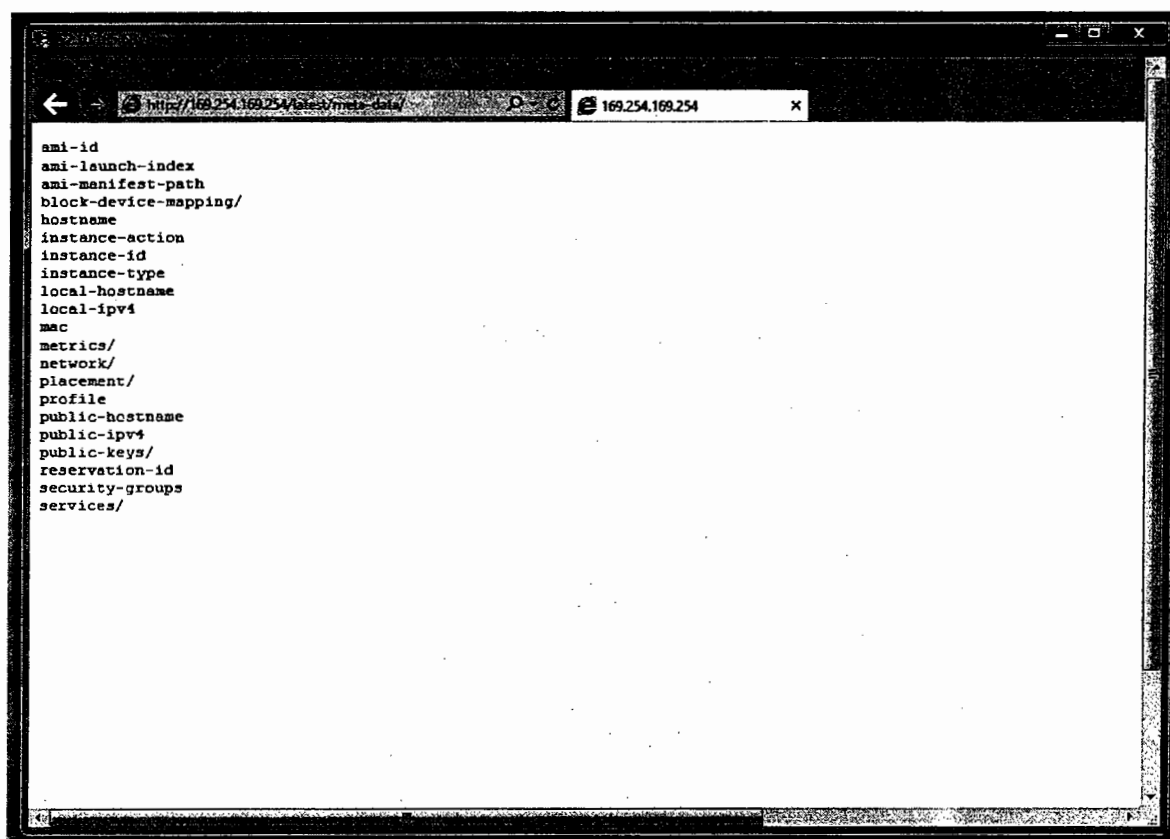 http://169.254.169.254/latest/meta-data/
169.254.169.254
ami-id
ami-launch-index
ami-manifest-path
block-device-mapping/
hostname
instance-action
instance-id
instance-type
local-hostname
local-ipv4
mac
metrics/
network/
placement/
profile
public-hostname
public-ipv4
public-keys/
reservation-id
security-groups
services/